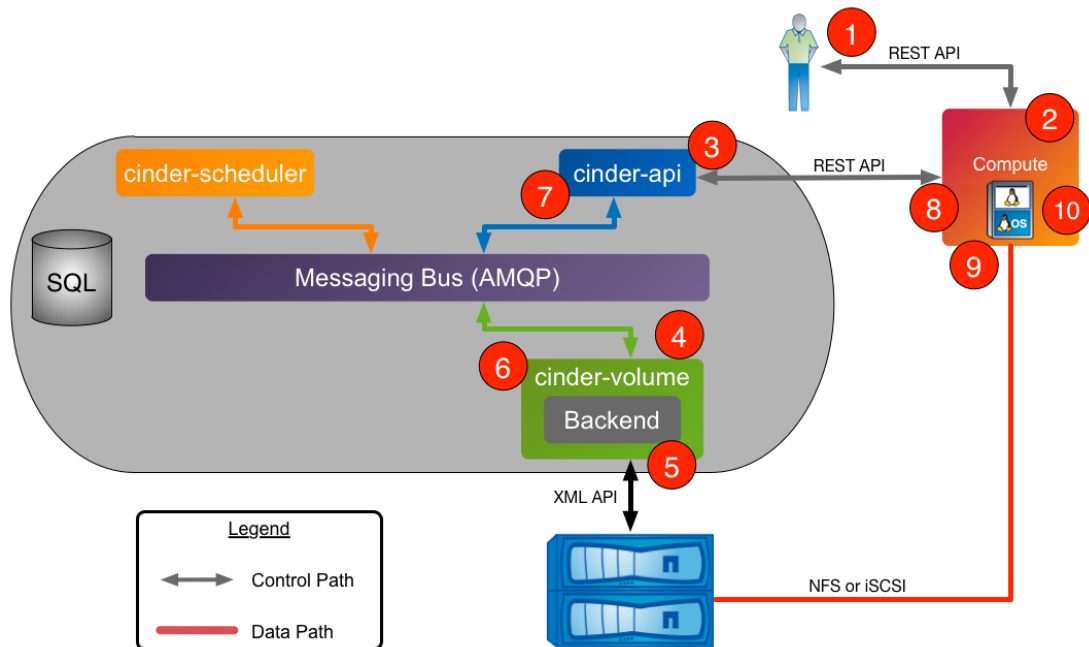 1
REST API
2
3
cinder-scheduler
cinder-api
REST API
Compute
7
8
OS
10
9
SQL
Messaging Bus (AMQP)
4
6
cinder-volume
Backend
5
XML API
Legend
Control Path
NFS or iSCSI
Data Path